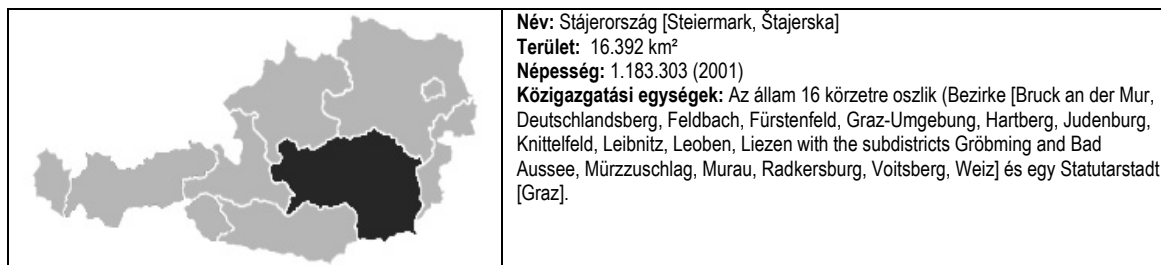 Név: Stájerország [Steiermark, Štajerska]
Terület: 16.392 km²
Népesség: 1.183.303 (2001)
Közigazgatási egységek: Az állam 16 körzetre oszlik (Bezirke [Bruck an der Mur,
Deutschlandsberg, Feldbach, Fürstenfeld, Graz-Umgebung, Hartberg, Judenburg,
Knittelfeld, Leibnitz, Leoben, Liezen with the subdistricts Gröbming and Bad
Aussee, Mürzzuschlag, Murau, Radkersburg, Voitsberg, Weiz] és egy Statutarstadt
[Graz].